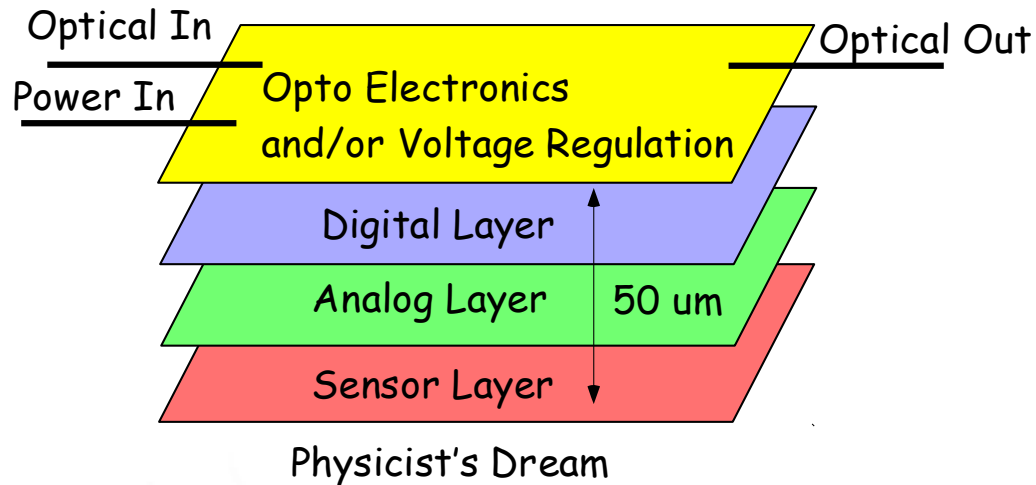 Optical In
Optical Out
Power In
Opto Electronics
and/or Voltage Regulation
Digital Layer
Analog Layer
50 um
Sensor Layer
Physicist's Dream